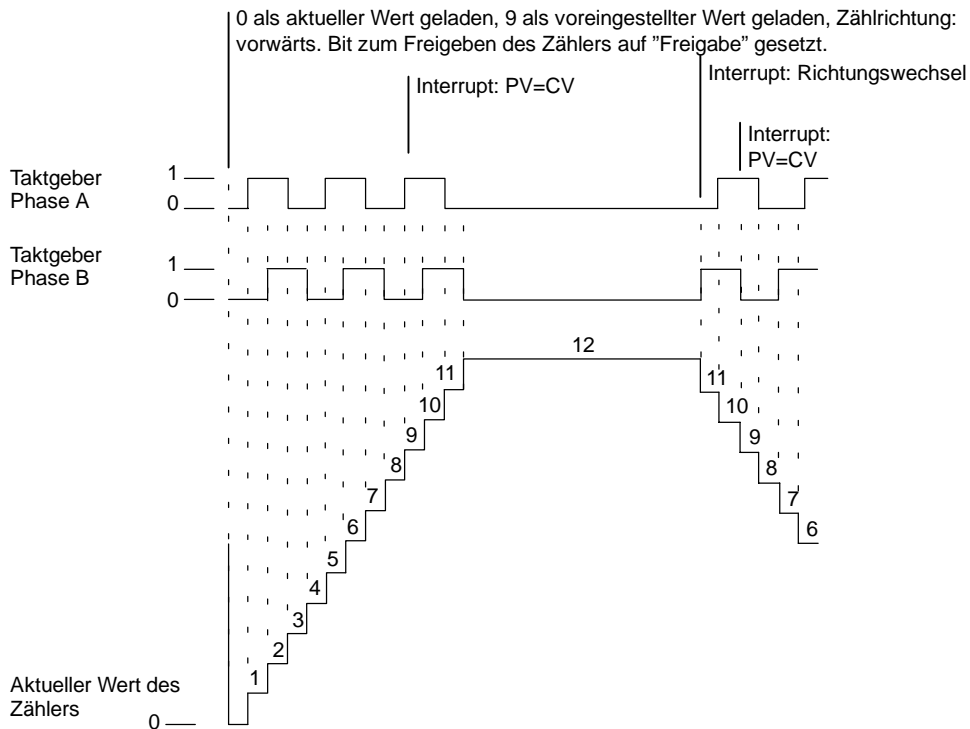 0 als aktueller Wert geladen, 9 als voreingestellter Wert geladen, Zählrichtung:
vorwärts. Bit zum Freigeben des Zählers auf ”Freigabe” gesetzt.
Interrupt: PV=CV
Interrupt: Richtungswechsel
Interrupt:
PV=CV
Taktgeber
Phase A
1
0
Taktgeber
Phase B
1
0
12
11
11
10
10
9
9
8
8
7
7
6
6
5
4
3
2
1
Aktueller Wert des
Zählers
0